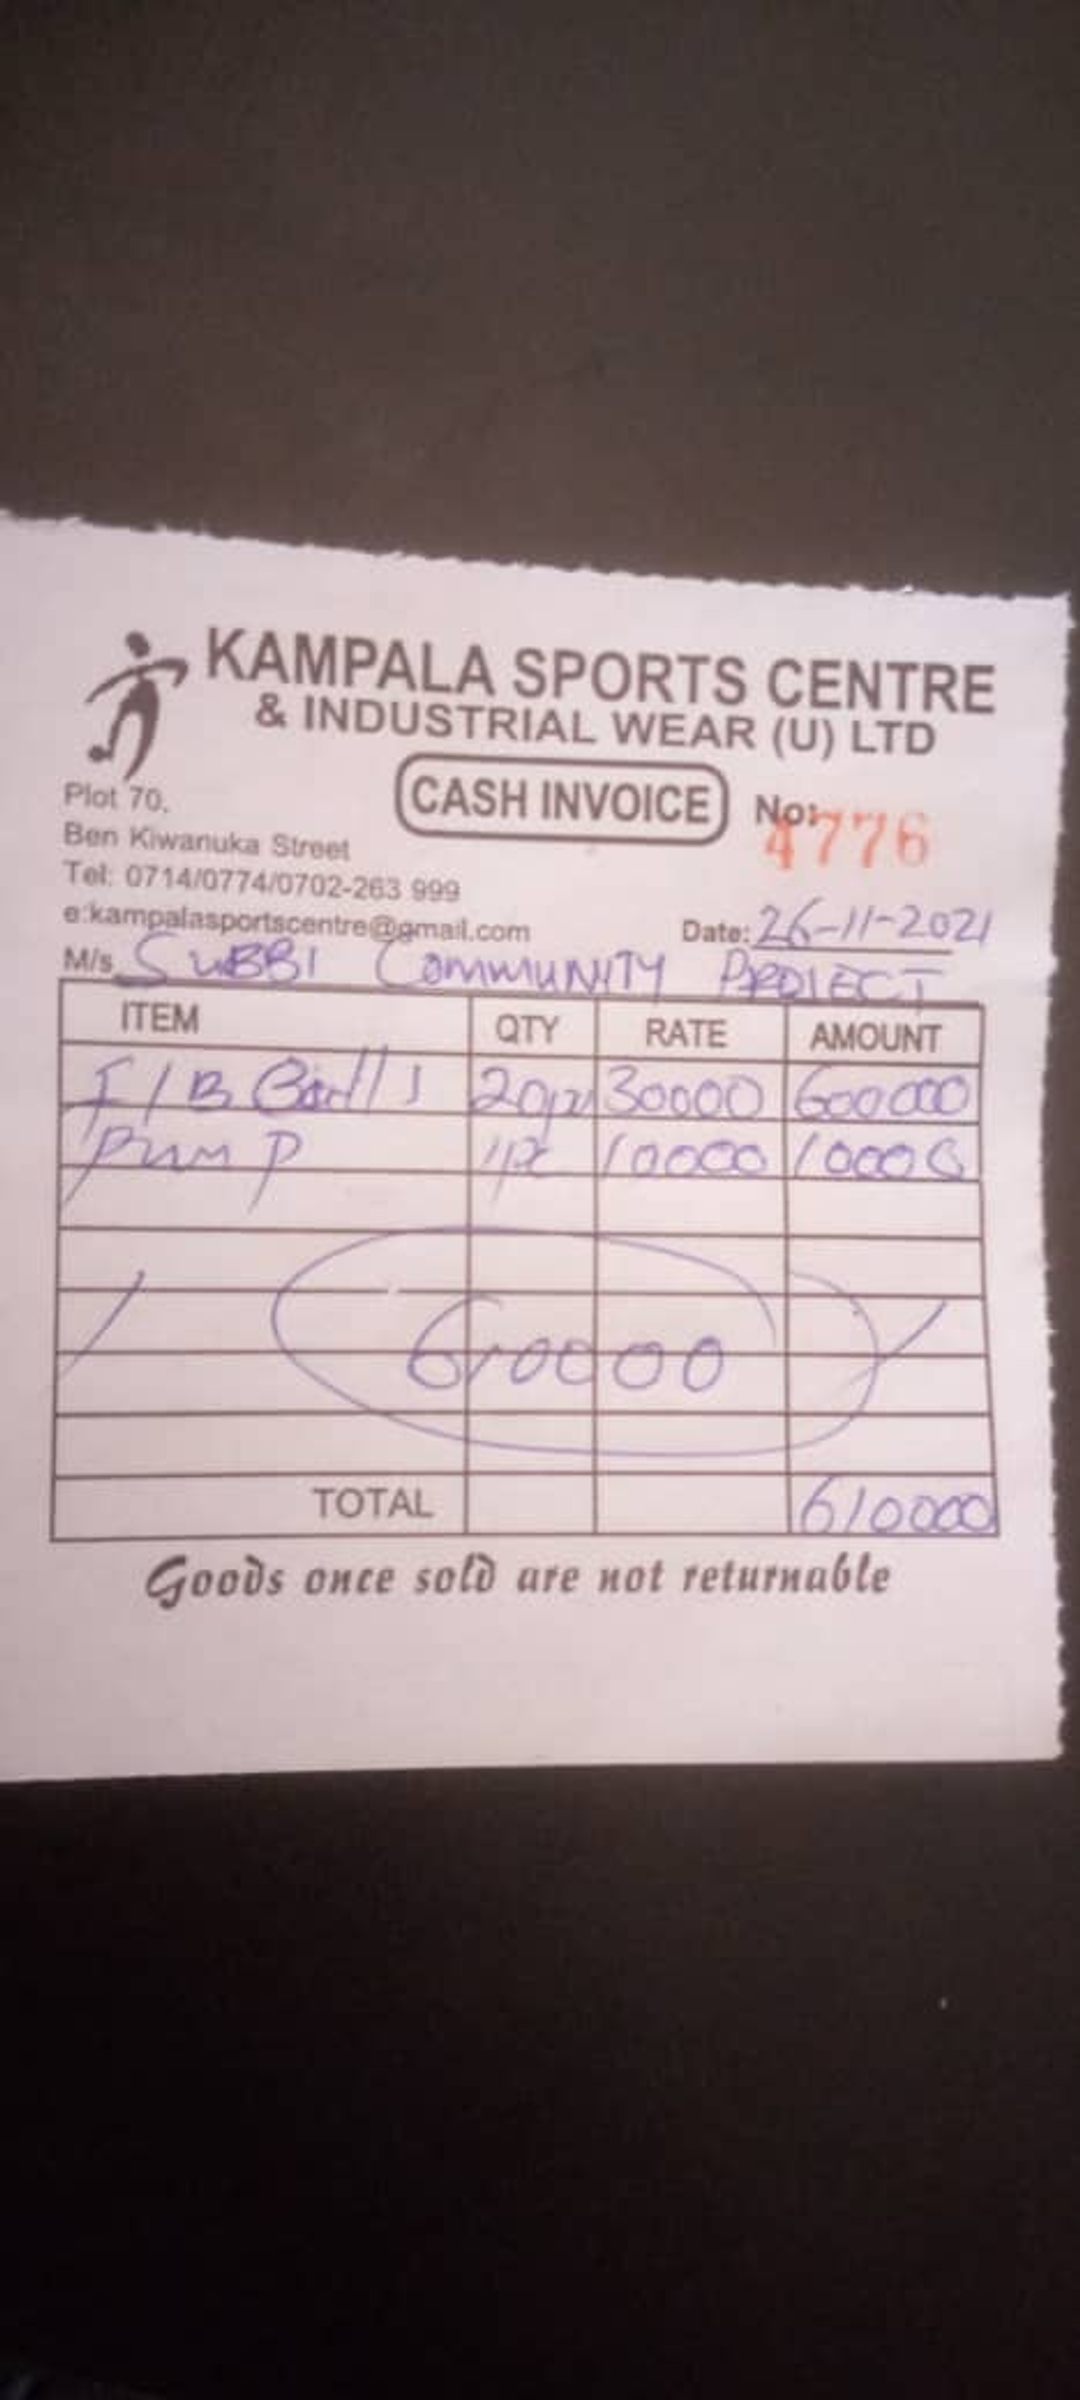 KAMPALA SPORTS CENTRE
& INDUSTRIAL WEAR (U) LTD
CASH INVOICE
No: 4776
Plot 70,
Ben Kiwanuka Street
Tel: 0714/0774/0702-263 999
e:kampalasportscentre@gmail.com
Date: 26-11-2021
M/s SUBBI COMMUNITY PROJECT
ITEM QTY RATE AMOUNT
F/B Balls 20pc 30000 600000
Pump 1pc 10000 10000
610000
TOTAL 610000
Goods once sold are not returnable